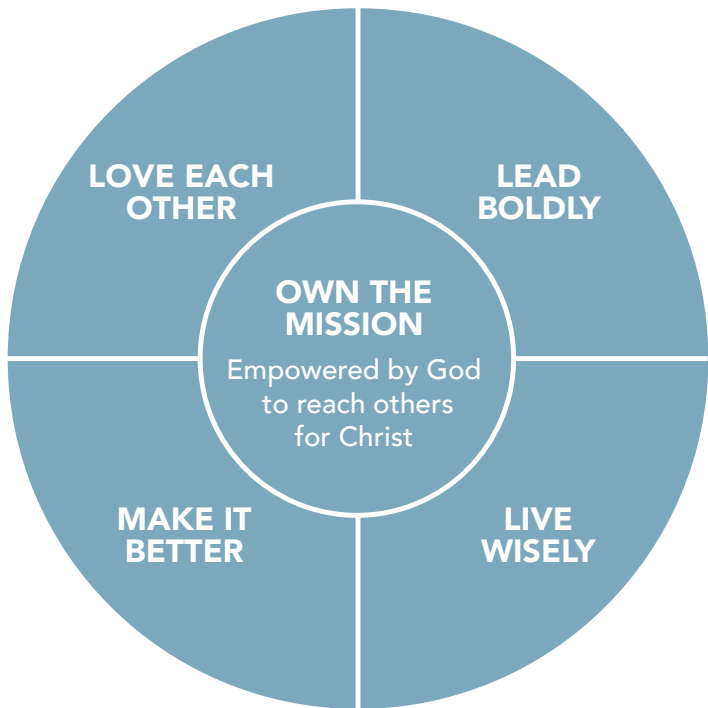 LOVE EACH
OTHER
LEAD
BOLDLY
OWN THE
MISSION
Empowered by God
to reach others
for Christ
MAKE IT
BETTER
LIVE
WISELY